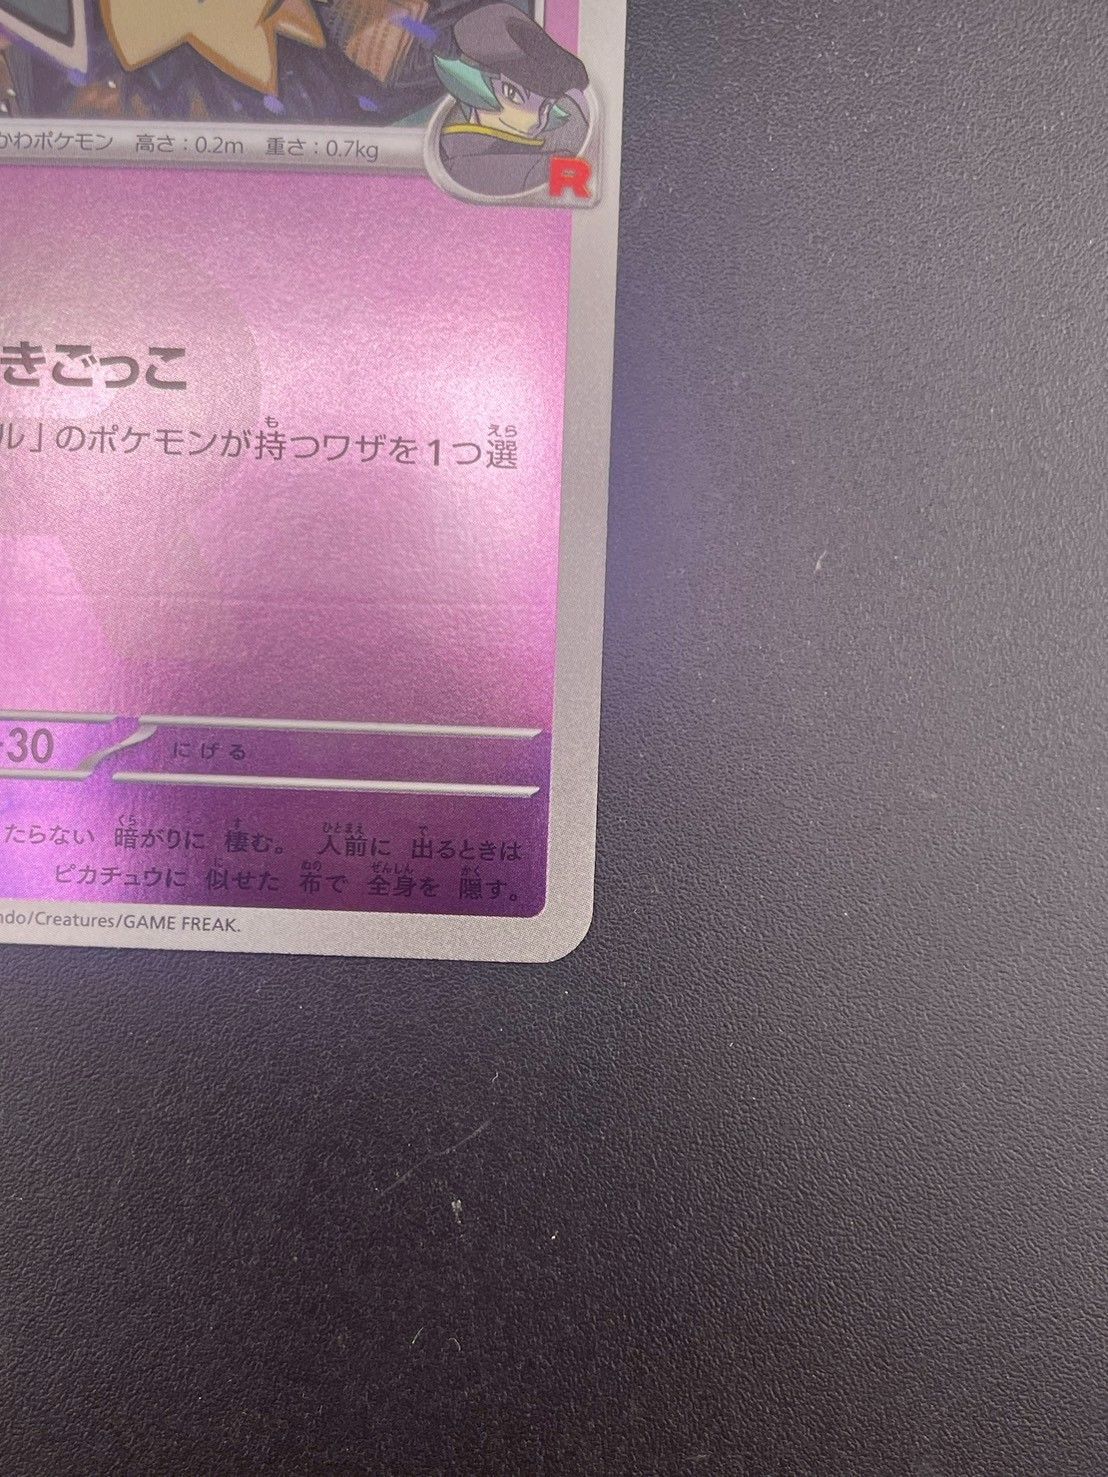 かわポケモン 高さ:0.2m 重さ:0.7kg
R
きごっこ
ル」のポケモンが持つワザを1つ選
も えら
-30 にげる
たらない 暗がりに 棲む。 人前に 出るときは
くら す ひとまえ で
ピカチュウに 似せた 布で 全身を 隠す。
に ぬの ぜんしん かく
ndo/Creatures/GAME FREAK.